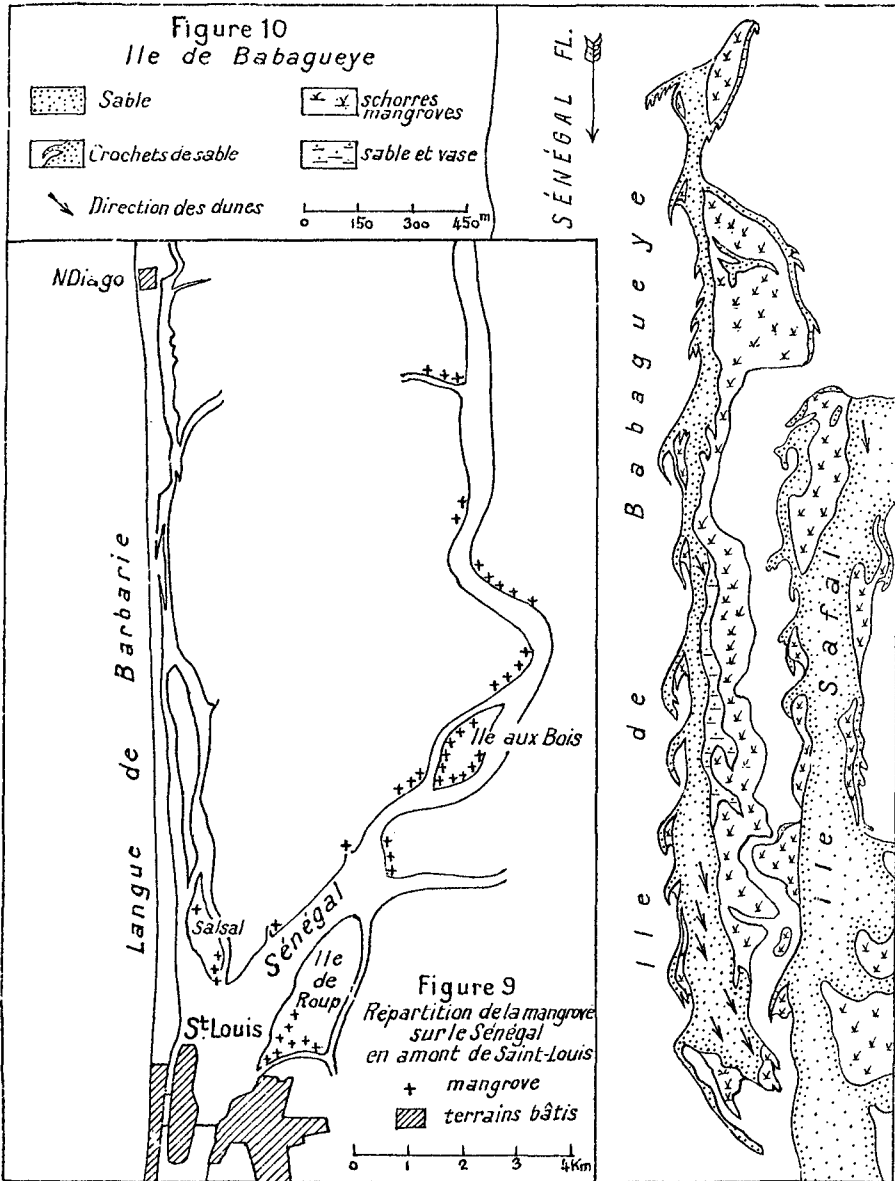 Figure 10
Ile de Babagueye
Sable
schorres
mangroves
Crochets de sable
sable et vase
Direction des dunes
0 150 300 450m
SÉNÉGAL FL.
Ile de Babagueye
ile Safal
NDiago
Langue de Barbarie
Ile aux Bois
Salsal
Sénégal
Ile
de
Roup
St Louis
Figure 9
Répartition de la mangrove
sur le Sénégal
en amont de Saint-Louis
+ mangrove
terrains bâtis
0 1 2 3 4Km